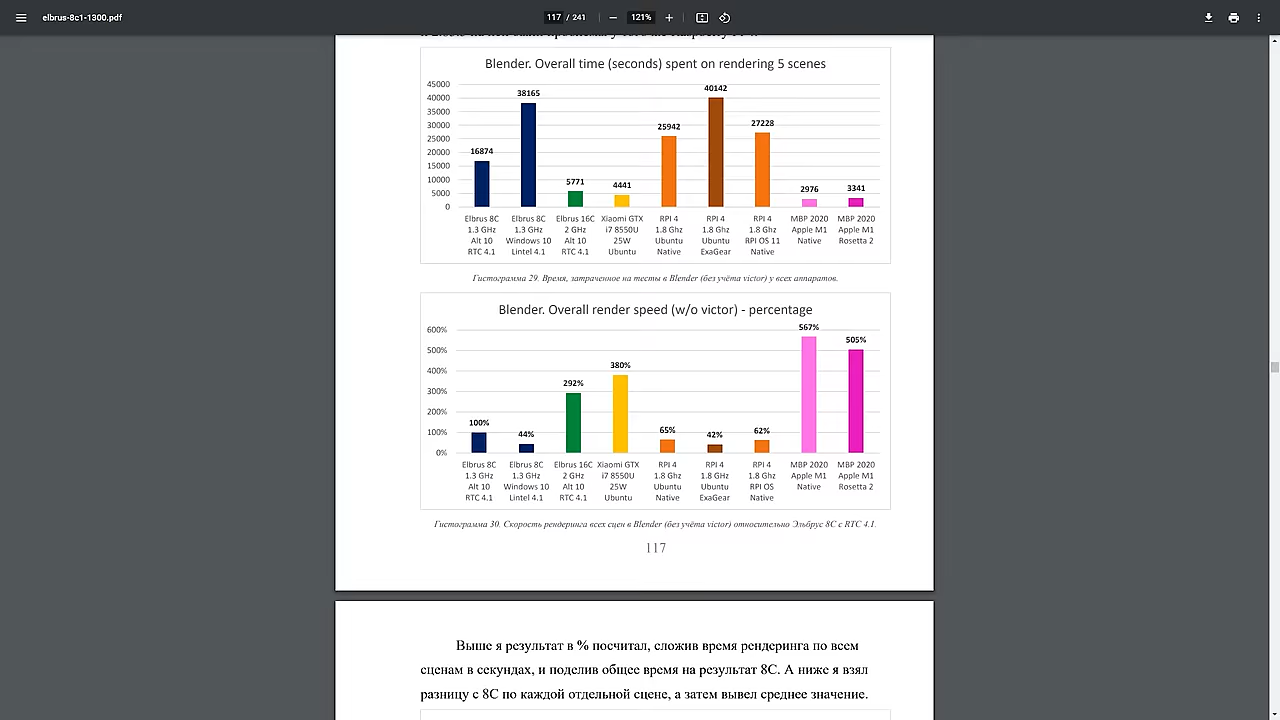 elbrus-8c1-1300.pdf
117 / 241
121%
Blender. Overall time (seconds) spent on rendering 5 scenes
45000
40000
35000
30000
25000
20000
15000
10000
5000
0
16874
38165
5771
4441
25942
40142
27228
2976
3341
Elbrus 8C 1.3 GHz Alt 10 RTC 4.1
Elbrus 8C 1.3 GHz Windows 10 Lintel 4.1
Elbrus 16C 2 GHz Alt 10 RTC 4.1
Xiaomi GTX i7 8550U 25W Ubuntu
RPI 4 1.8 Ghz Ubuntu Native
RPI 4 1.8 GHz Ubuntu ExaGear
RPI 4 1.8 Ghz RPI OS 11 Native
MBP 2020 Apple M1 Native
MBP 2020 Apple M1 Rosetta 2
Гистограмма 29. Время, затраченное на тесты в Blender (без учёта victor) у всех аппаратов.
Blender. Overall render speed (w/o victor) - percentage
600%
500%
400%
300%
200%
100%
0%
100%
44%
292%
380%
65%
42%
62%
567%
505%
Elbrus 8C 1.3 GHz Alt 10 RTC 4.1
Elbrus 8C 1.3 GHz Windows 10 Lintel 4.1
Elbrus 16C 2 GHz Alt 10 RTC 4.1
Xiaomi GTX i7 8550U 25W Ubuntu
RPI 4 1.8 Ghz Ubuntu Native
RPI 4 1.8 GHz Ubuntu ExaGear
RPI 4 1.8 Ghz RPI OS Native
MBP 2020 Apple M1 Native
MBP 2020 Apple M1 Rosetta 2
Гистограмма 30. Скорость рендеринга всех сцен в Blender (без учёта victor) относительно Эльбрус 8С с RTC 4.1.
117
Выше я результат в % посчитал, сложив время рендеринга по всем
сценам в секундах, и поделив общее время на результат 8С. А ниже я взял
разницу с 8С по каждой отдельной сцене, а затем вывел среднее значение.